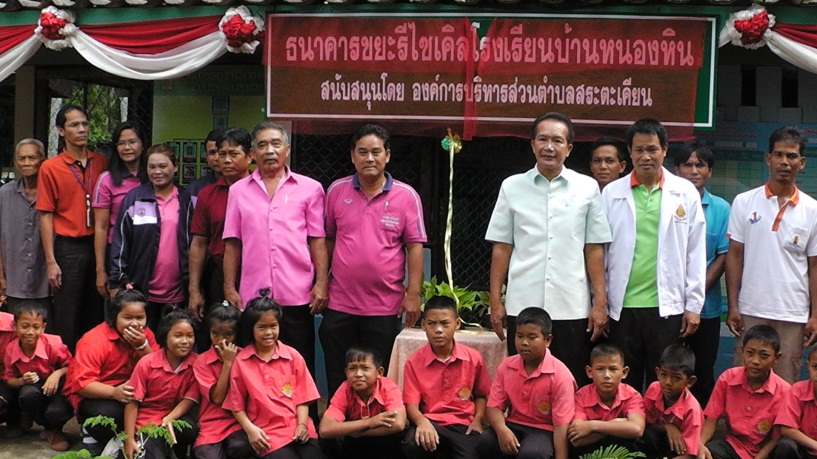 ธนาคารขยะรีไซเคิลโรงเรียนบ้านหนองหิน
สนับสนุนโดย องค์การบริหารส่วนตำบลสระตะเคียน